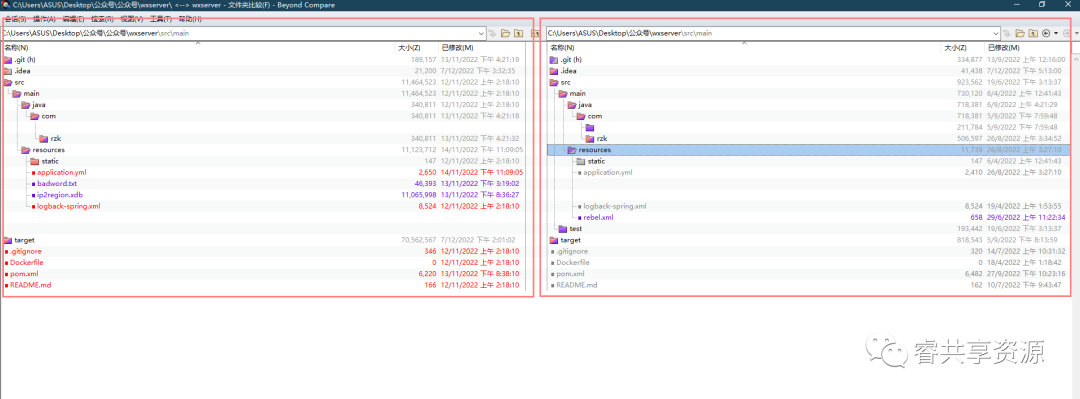 C:\Users\ASUS\Desktop\公众号\公众号\wxserver\ <--> wxserver - 文件夹比较(F) - Beyond Compare
会话(S) 操作(A) 编辑(E) 搜索(R) 视图(V) 工具(T) 帮助(H)
C:\Users\ASUS\Desktop\公众号\公众号\wxserver\src\main
名称(N) 大小(Z) 已修改(M)
.git (h) 189,157 13/11/2022 下午 4:21:19
.idea 21,200 7/12/2022 下午 3:32:35
src 11,464,523 12/11/2022 上午 2:18:10
main 11,464,523 12/11/2022 上午 2:18:10
java 340,811 12/11/2022 上午 2:18:10
com 340,811 13/11/2022 下午 4:21:18
rzk 340,811 13/11/2022 下午 4:21:32
resources 11,123,712 14/11/2022 下午 11:09:05
static 147 12/11/2022 上午 2:18:10
application.yml 2,650 14/11/2022 下午 11:09:05
badword.txt 46,393 13/11/2022 下午 3:19:02
ip2region.xdb 11,065,998 13/11/2022 下午 8:36:27
logback-spring.xml 8,524 12/11/2022 上午 2:18:10
target 70,562,567 7/12/2022 下午 2:01:02
.gitignore 346 12/11/2022 上午 2:18:10
Dockerfile 0 12/11/2022 上午 2:18:10
pom.xml 6,220 13/11/2022 下午 8:38:10
README.md 166 12/11/2022 上午 2:18:10
C:\Users\ASUS\Desktop\公众号\wxserver\src\main
名称(N) 大小(Z) 已修改(M)
.git (h) 334,877 13/9/2022 上午 12:16:00
.idea 41,438 7/12/2022 下午 5:13:00
src 923,562 19/6/2022 下午 3:13:37
main 730,120 6/4/2022 上午 12:41:43
java 718,381 6/9/2022 上午 4:21:29
com 718,381 5/9/2022 下午 7:59:48
211,784 5/9/2022 下午 7:59:48
rzk 506,597 26/8/2022 上午 3:34:52
resources 11,739 26/8/2022 上午 3:27:10
static 147 6/4/2022 上午 12:41:43
application.yml 2,410 26/8/2022 上午 3:27:10
logback-spring.xml 8,524 19/4/2022 上午 1:53:55
rebel.xml 658 29/6/2022 上午 11:22:34
test 193,442 19/6/2022 下午 3:13:37
target 818,543 5/9/2022 下午 8:13:59
.gitignore 320 14/7/2022 上午 10:31:32
Dockerfile 0 18/4/2022 上午 1:18:42
pom.xml 6,482 27/9/2022 上午 10:23:16
README.md 162 10/7/2022 上午 9:43:47
睿共享资源